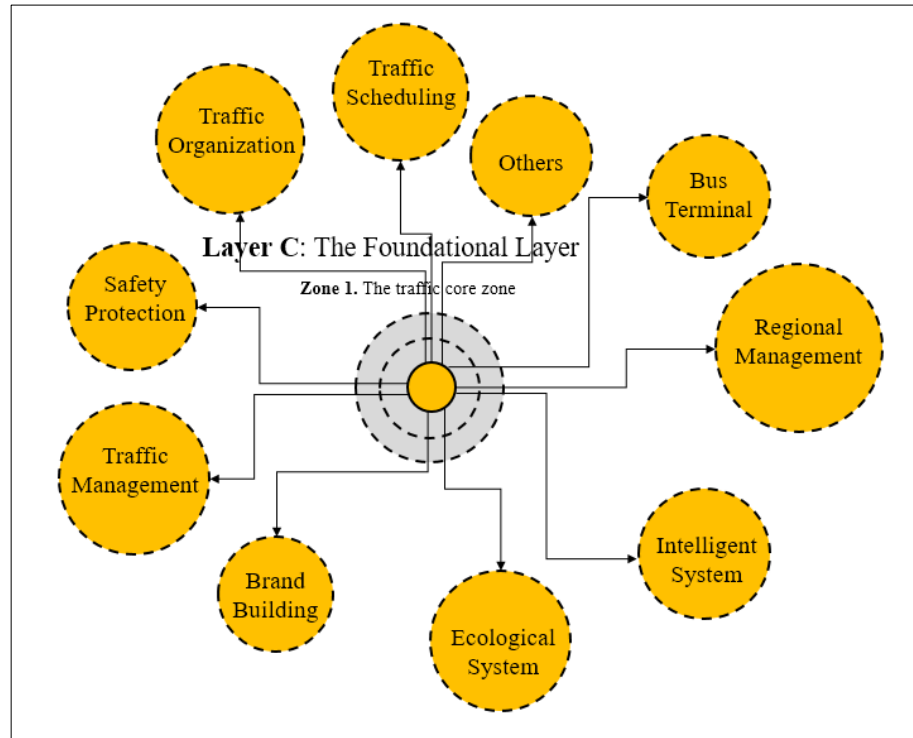 Traffic
Scheduling
Traffic
Organization
Others
Bus
Terminal
Layer C: The Foundational Layer
Zone 1. The traffic core zone
Safety
Protection
Regional
Management
Traffic
Management
Intelligent
System
Brand
Building
Ecological
System